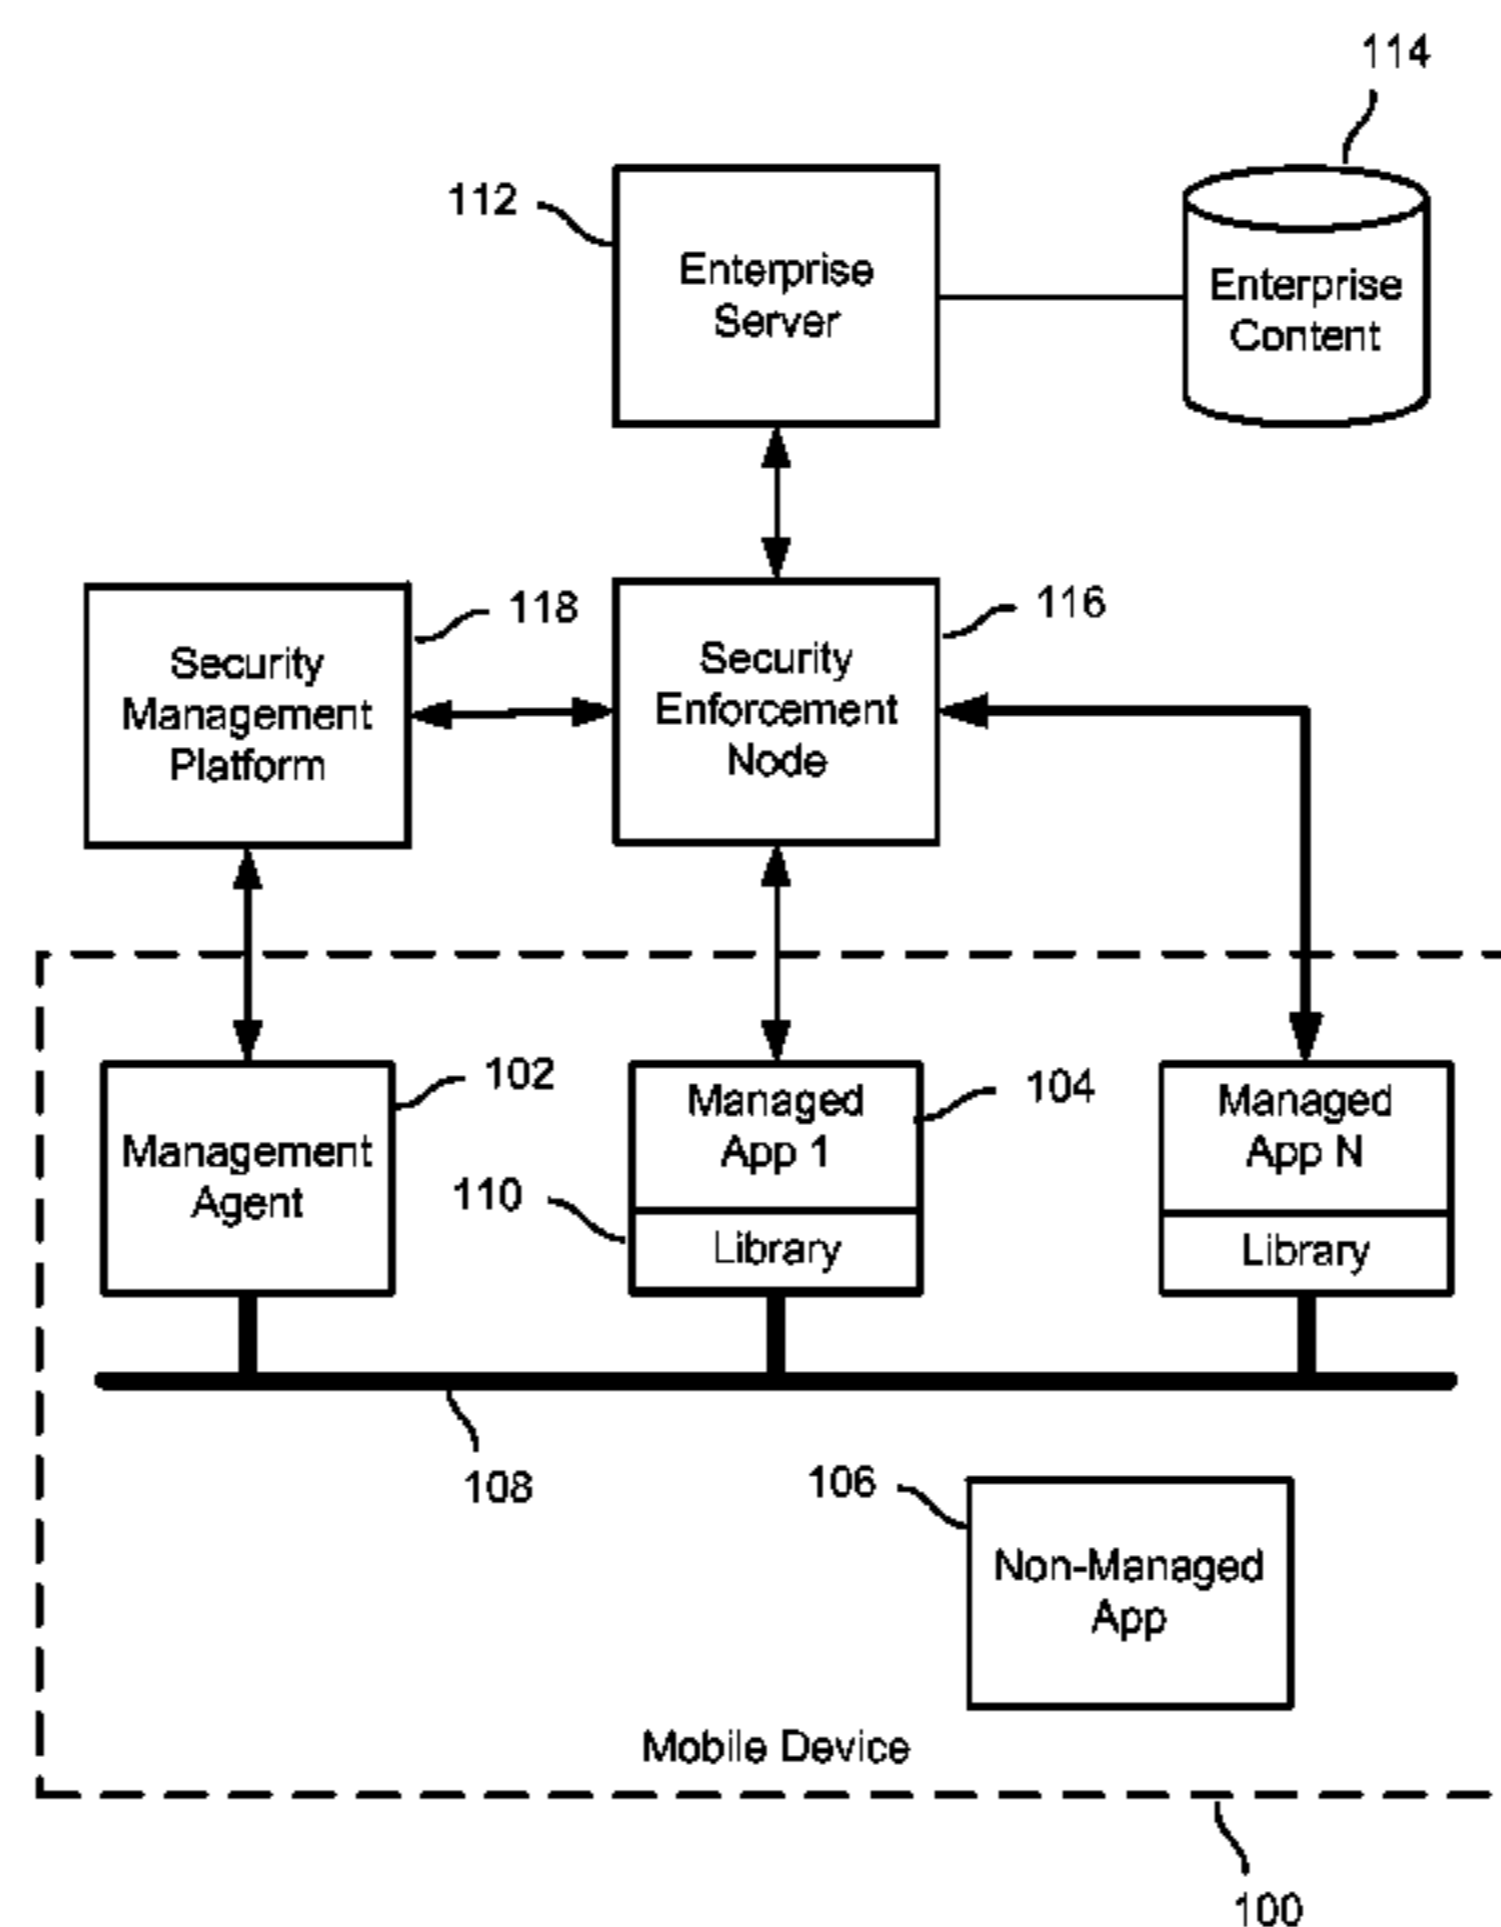 114
112
Enterprise
Server
Enterprise
Content
118
116
Security
Management
Platform
Security
Enforcement
Node
102
104
Management
Agent
Managed
App 1
110
Library
Managed
App N
Library
108
106
Non-Managed
App
Mobile Device
100